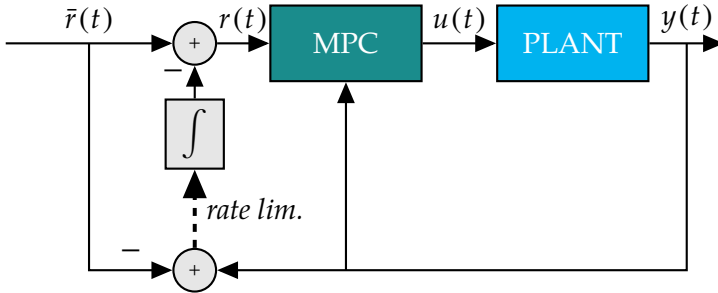 r̄(t)
+
r(t)
MPC
u(t)
PLANT
y(t)
−
∫
rate lim.
−
+